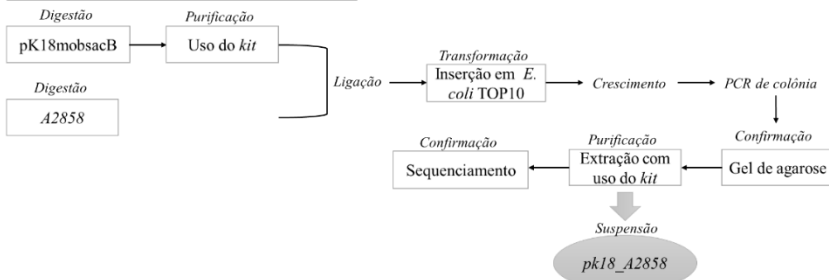 Digestão
pK18mobsacB
Purificação
Uso do kit
Digestão
A2858
Ligação
Transformação
Inserção em E.
coli TOP10
Crescimento
PCR de colônia
Confirmação
Gel de agarose
Purificação
Extração com
uso do kit
Confirmação
Sequenciamento
Suspensão
pk18_A2858